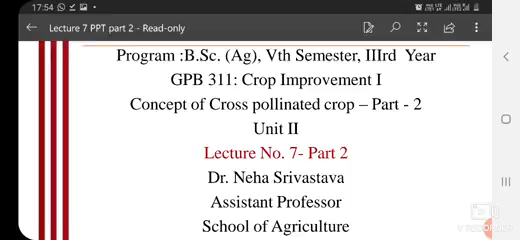 17:54
Lecture 7 PPT part 2 - Read-only
Program :B.Sc. (Ag), Vth Semester, IIIrd Year
GPB 311: Crop Improvement I
Concept of Cross pollinated crop – Part - 2
Unit II
Lecture No. 7- Part 2
Dr. Neha Srivastava
Assistant Professor
School of Agriculture